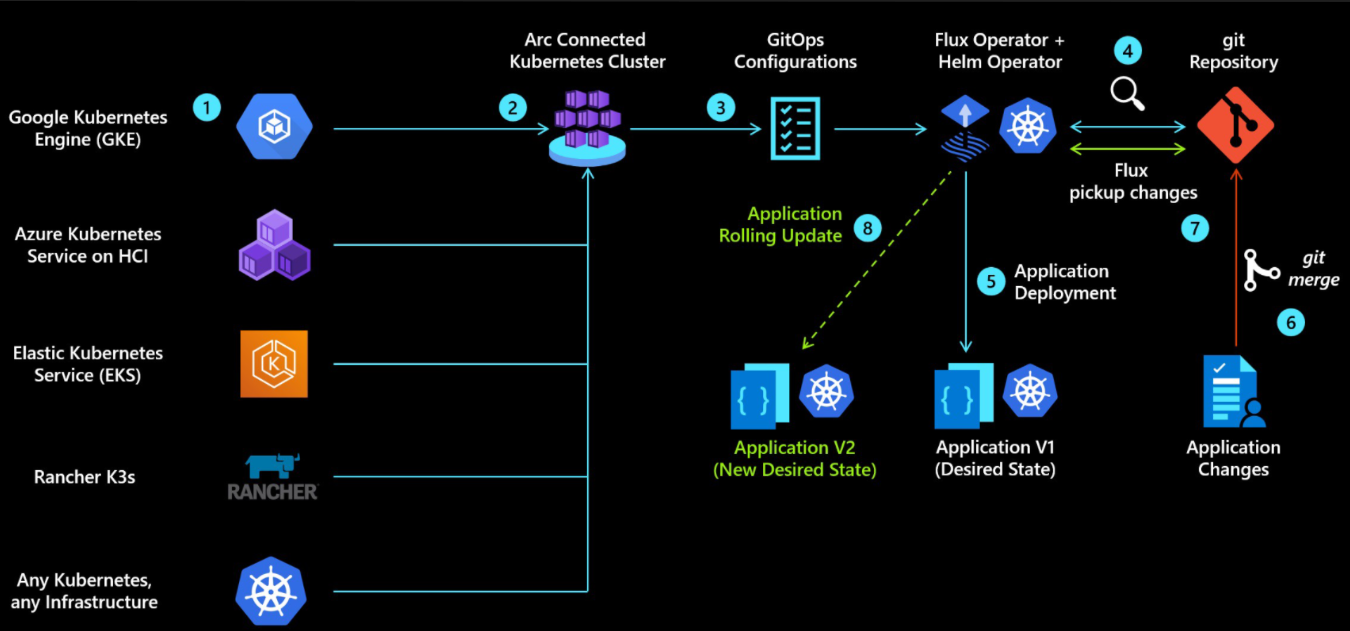 Arc Connected
Kubernetes Cluster
GitOps
Configurations
Flux Operator +
Helm Operator
4
git
Repository
Google Kubernetes
Engine (GKE)
1
2
3
Flux
pickup changes
Azure Kubernetes
Service on HCI
Application
Rolling Update
8
7
5
Application
Deployment
git
merge
6
Elastic Kubernetes
Service (EKS)
K
{ }
{ }
Application V2
(New Desired State)
Application V1
(Desired State)
Application
Changes
Rancher K3s
RANCHER
Any Kubernetes,
any Infrastructure